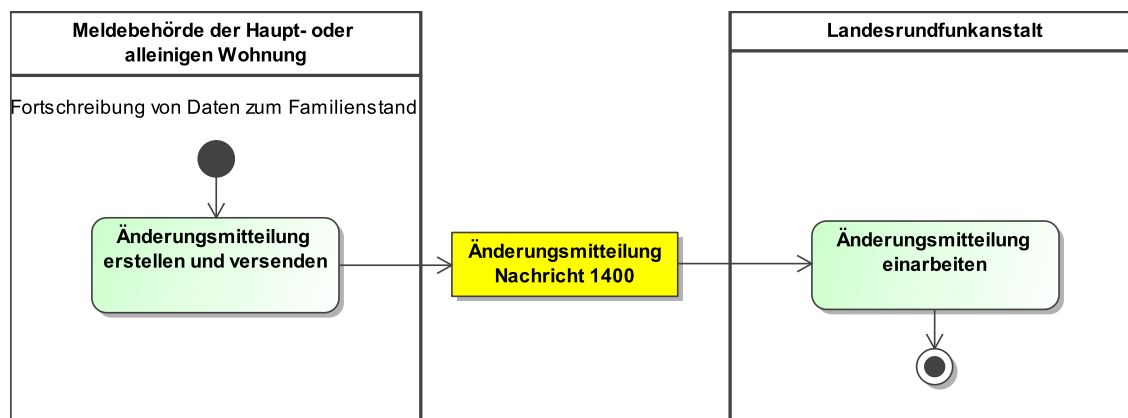 Meldebehörde der Haupt- oder
alleinigen Wohnung
Landesrundfunkanstalt
Fortschreibung von Daten zum Familienstand
Änderungsmitteilung
erstellen und versenden
Änderungsmitteilung
Nachricht 1400
Änderungsmitteilung
einarbeiten